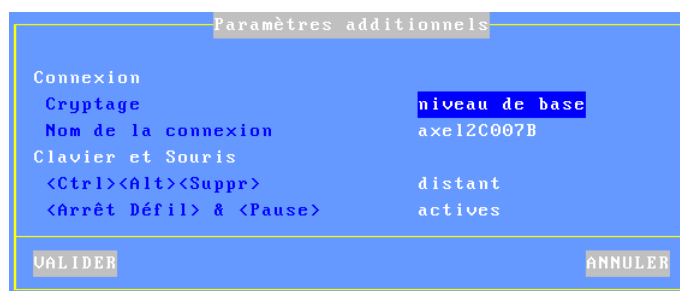 Paramètres additionnels
Connexion
Cryptage niveau de base
Nom de la connexion axel2C007B
Clavier et Souris
<Ctrl><Alt><Suppr> distant
<Arrêt Défil> & <Pause> actives
VALIDER ANNULER